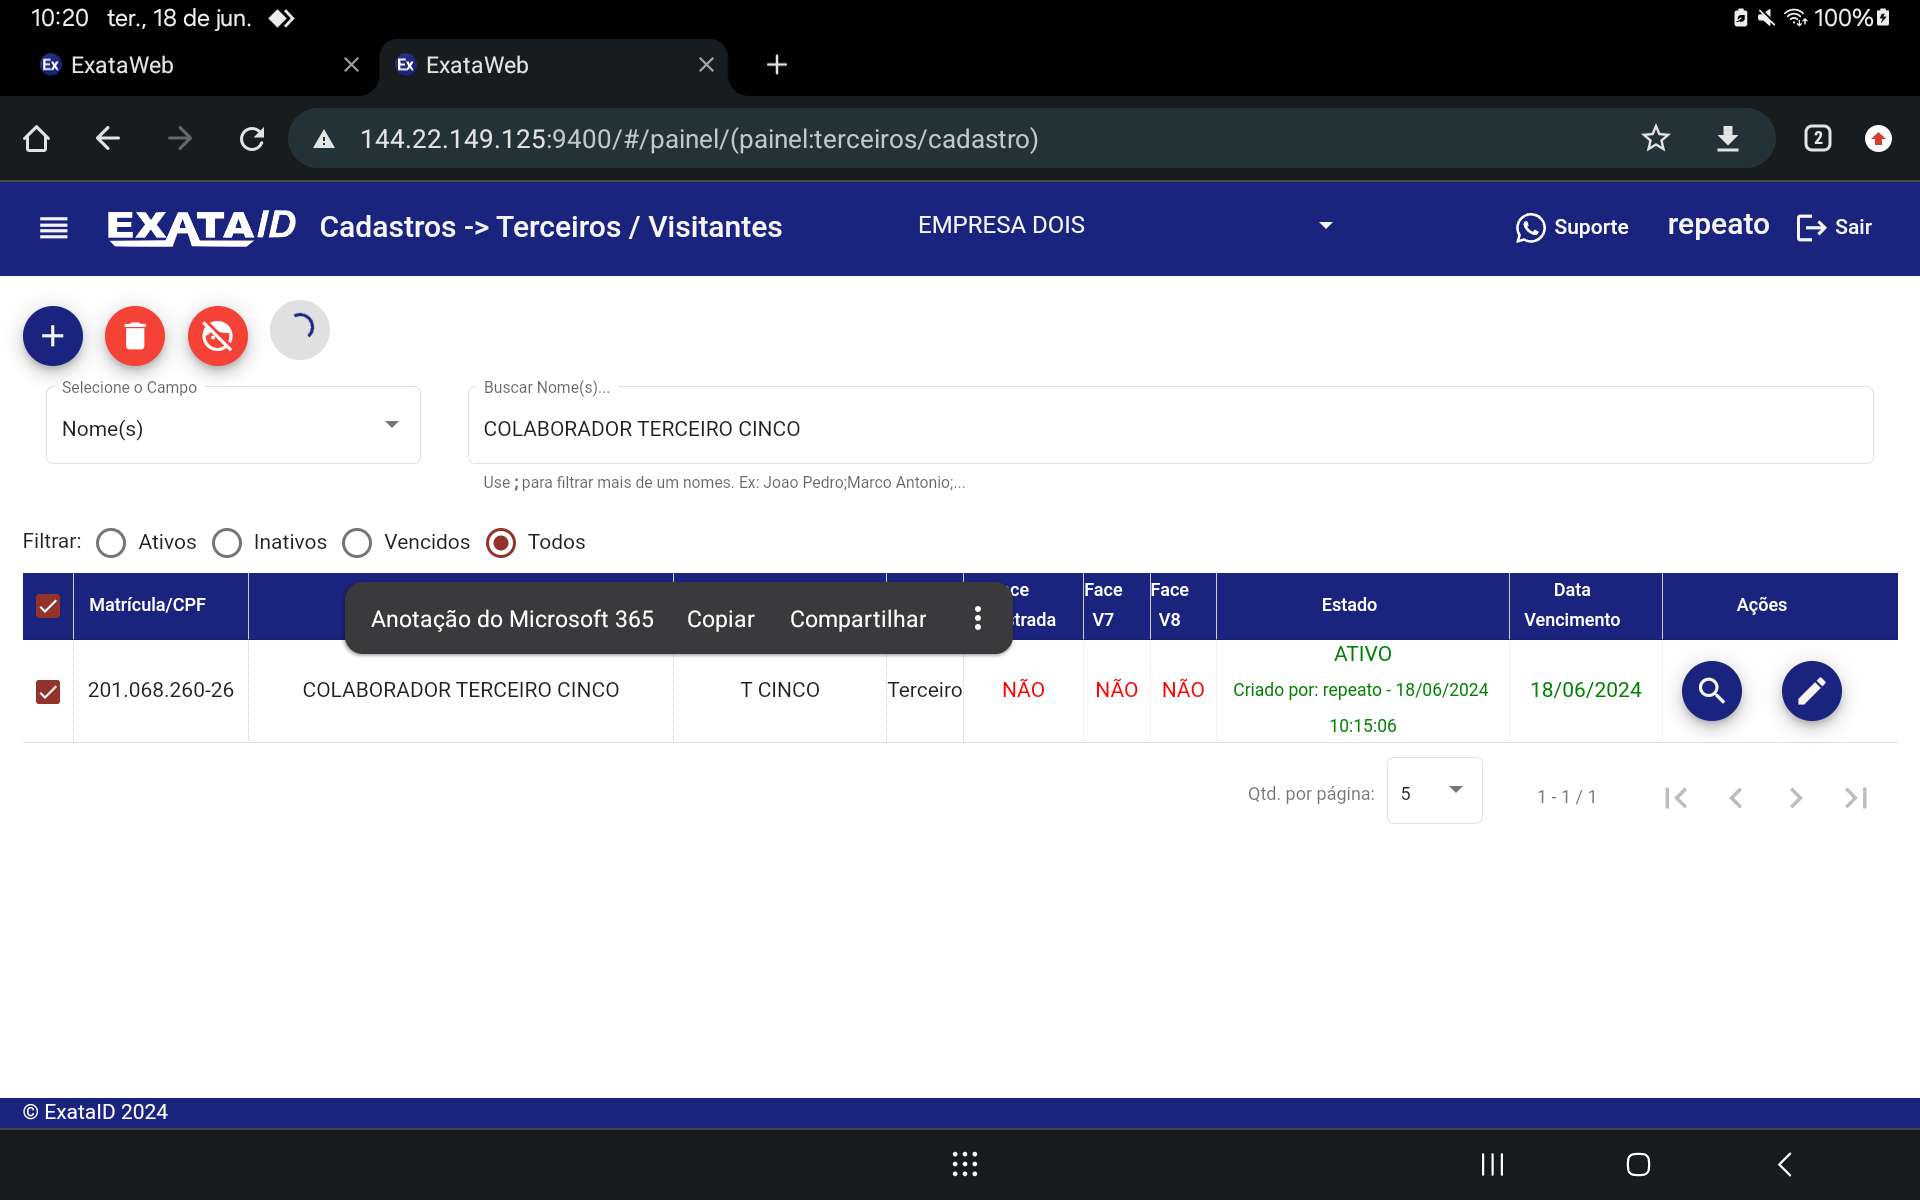 10:20 ter., 18 de jun. 100%
Ex ExataWeb Ex ExataWeb
144.22.149.125:9400/#/painel/(painel:terceiros/cadastro) 2
EXATAID Cadastros -> Terceiros / Visitantes EMPRESA DOIS Suporte repeato Sair
Selecione o Campo Buscar Nome(s)...
Nome(s) COLABORADOR TERCEIRO CINCO
Use ; para filtrar mais de um nomes. Ex: Joao Pedro;Marco Antonio;...
Filtrar: Ativos Inativos Vencidos Todos
Matrícula/CPF Face V7 Face V8 Estado Data Vencimento Ações
Anotação do Microsoft 365 Copiar Compartilhar
201.068.260-26 COLABORADOR TERCEIRO CINCO T CINCO Terceiro NÃO NÃO NÃO ATIVO
Criado por: repeato - 18/06/2024 18/06/2024
10:15:06
Qtd. por página: 5 1 - 1 / 1
© ExataID 2024